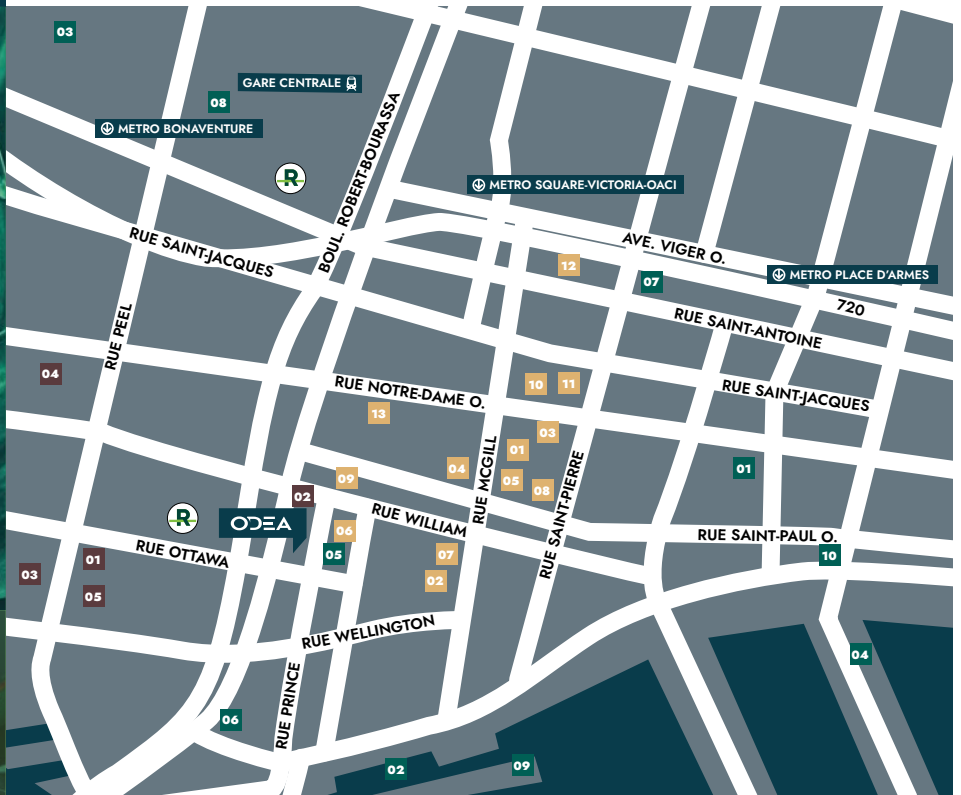 03
GARE CENTRALE
08
METRO BONAVENTURE
R
BOUL. ROBERT-BOURASSA
METRO SQUARE-VICTORIA-OACI
RUE SAINT-JACQUES
AVE. VIGER O.
12
07
METRO PLACE D'ARMES
720
RUE SAINT-ANTOINE
RUE PEEL
04
RUE NOTRE-DAME O.
13
10
11
RUE SAINT-JACQUES
03
01
04
05
08
RUE MCGILL
RUE SAINT-PIERRE
01
09
02
R
ODEA
06
05
RUE WILLIAM
07
02
RUE SAINT-PAUL O.
10
RUE OTTAWA
01
03
05
RUE WELLINGTON
04
RUE PRINCE
06
02
09